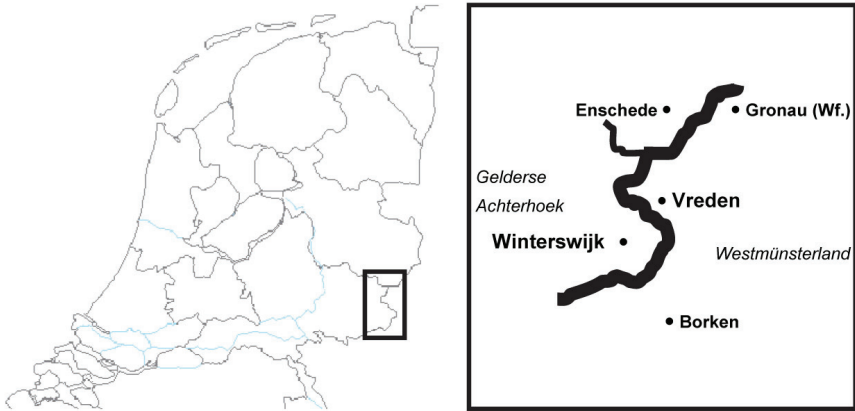 Enschede
Gronau (Wf.)
Gelderse
Achterhoek
Vreden
Winterswijk
Westmünsterland
Borken